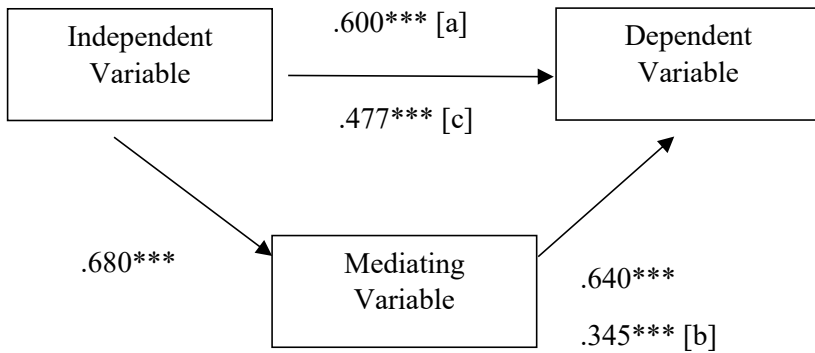 Independent
Variable
.600*** [a]
.477*** [c]
Dependent
Variable
.680***
Mediating
Variable
.640***
.345*** [b]